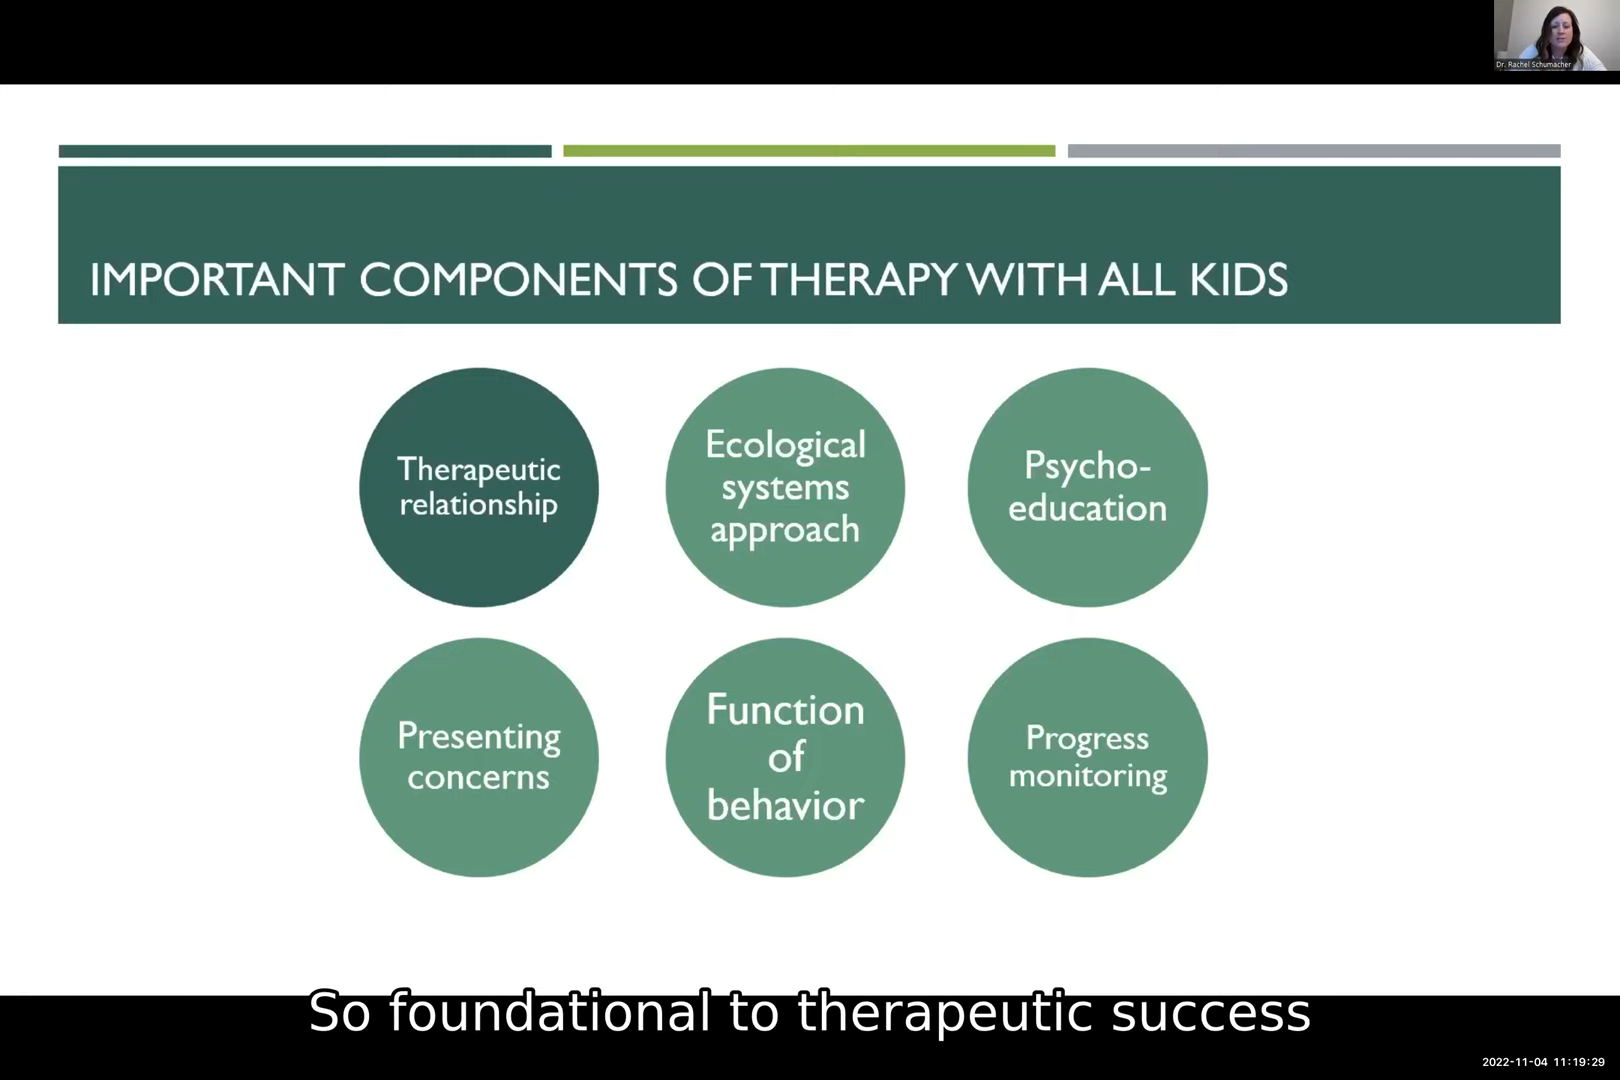 Dr. Rachel Schumacher
IMPORTANT COMPONENTS OF THERAPY WITH ALL KIDS
Therapeutic
relationship
Ecological
systems
approach
Psycho-
education
Presenting
concerns
Function
of
behavior
Progress
monitoring
So foundational to therapeutic success
2022-11-04 11:19:29